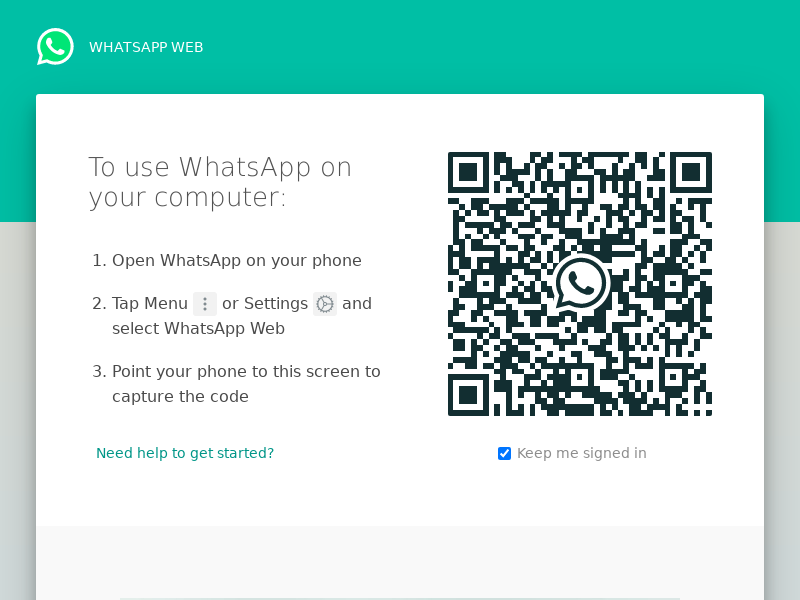 WHATSAPP WEB
To use WhatsApp on
your computer:
1. Open WhatsApp on your phone
2. Tap Menu or Settings and
select WhatsApp Web
3. Point your phone to this screen to
capture the code
Need help to get started?
Keep me signed in